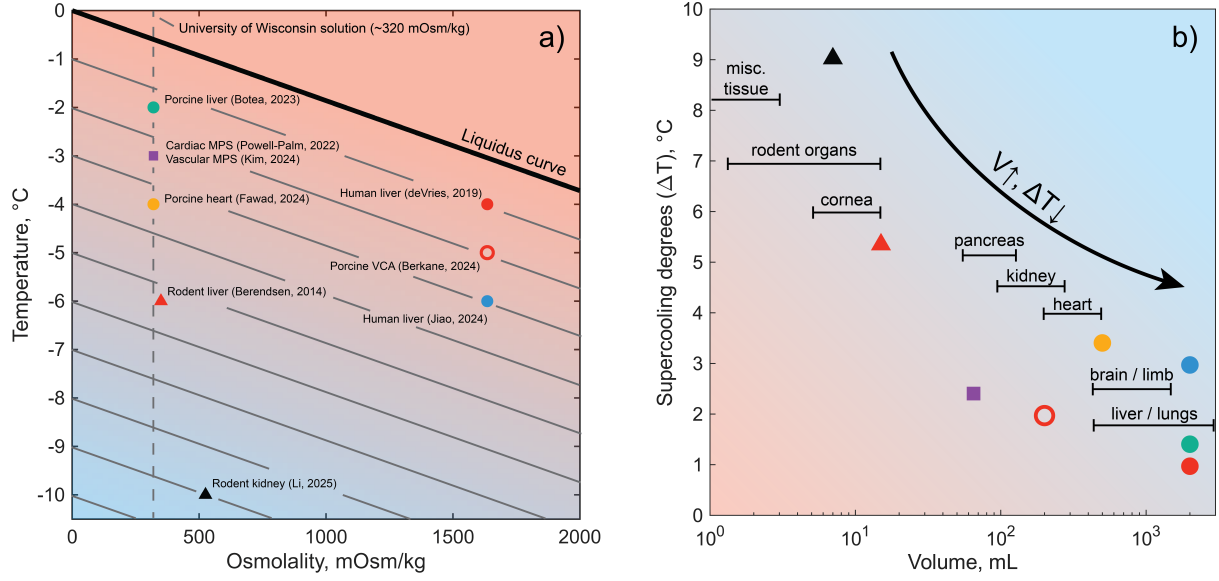 a)
University of Wisconsin solution (~320 mOsm/kg)
Porcine liver (Botea, 2023)
Liquidus curve
Cardiac MPS (Powell-Palm, 2022)
Vascular MPS (Kim, 2024)
Human liver (deVries, 2019)
Porcine heart (Fawad, 2024)
Porcine VCA (Berkane, 2024)
Rodent liver (Berendsen, 2014)
Human liver (Jiao, 2024)
Rodent kidney (Li, 2025)
Temperature, °C
0
-1
-2
-3
-4
-5
-6
-7
-8
-9
-10
0
500
1000
1500
2000
Osmolality, mOsm/kg
b)
misc.
tissue
rodent organs
cornea
V↑, ΔT↓
pancreas
kidney
heart
brain / limb
liver / lungs
Supercooling degrees (ΔT), °C
10
9
8
7
6
5
4
3
2
1
0
10⁰
10¹
10²
10³
Volume, mL